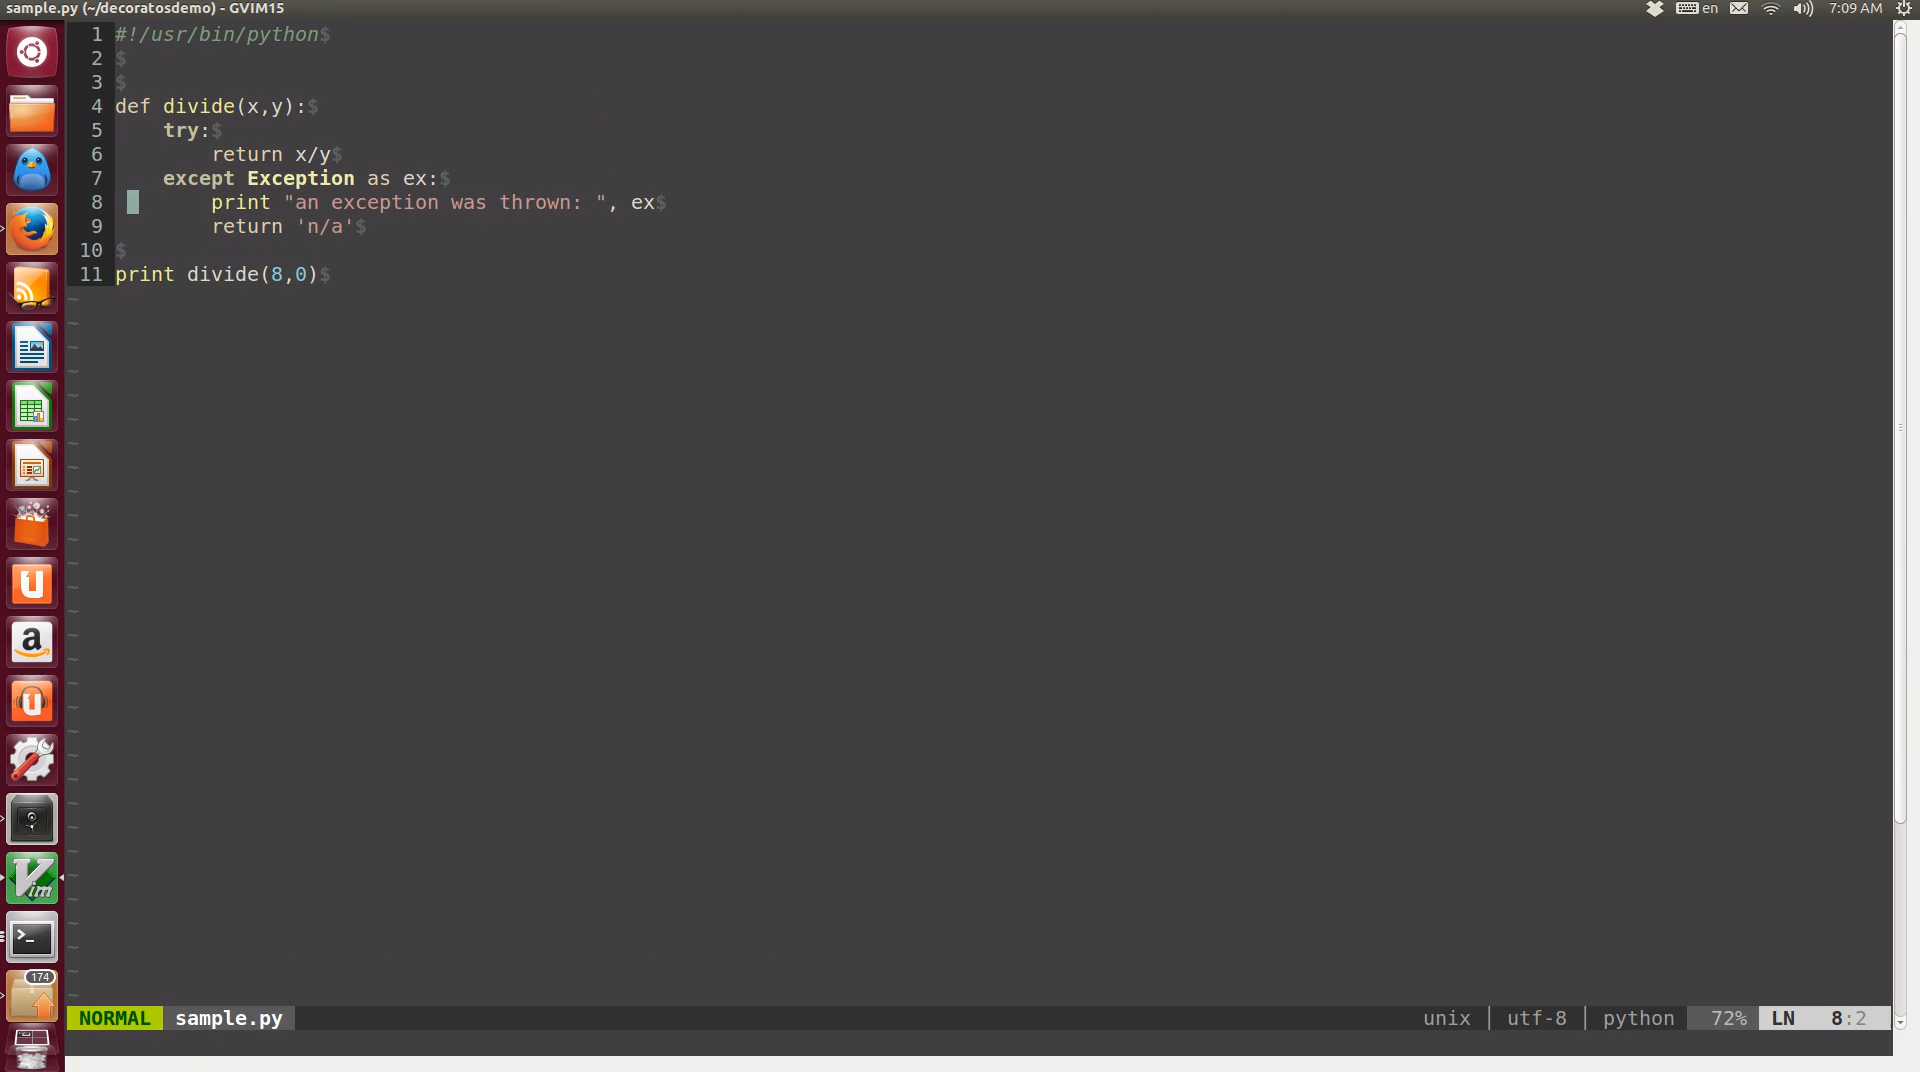 sample.py (~/decoratosdemo) - GVIM15
en
7:09 AM
1 #!/usr/bin/python$
2 $
3 $
4 def divide(x,y):$
5     try:$
6         return x/y$
7     except Exception as ex:$
8         print "an exception was thrown: ", ex$
9         return 'n/a'$
10 $
11 print divide(8,0)$
174
NORMAL sample.py unix | utf-8 | python 72% LN 8:2